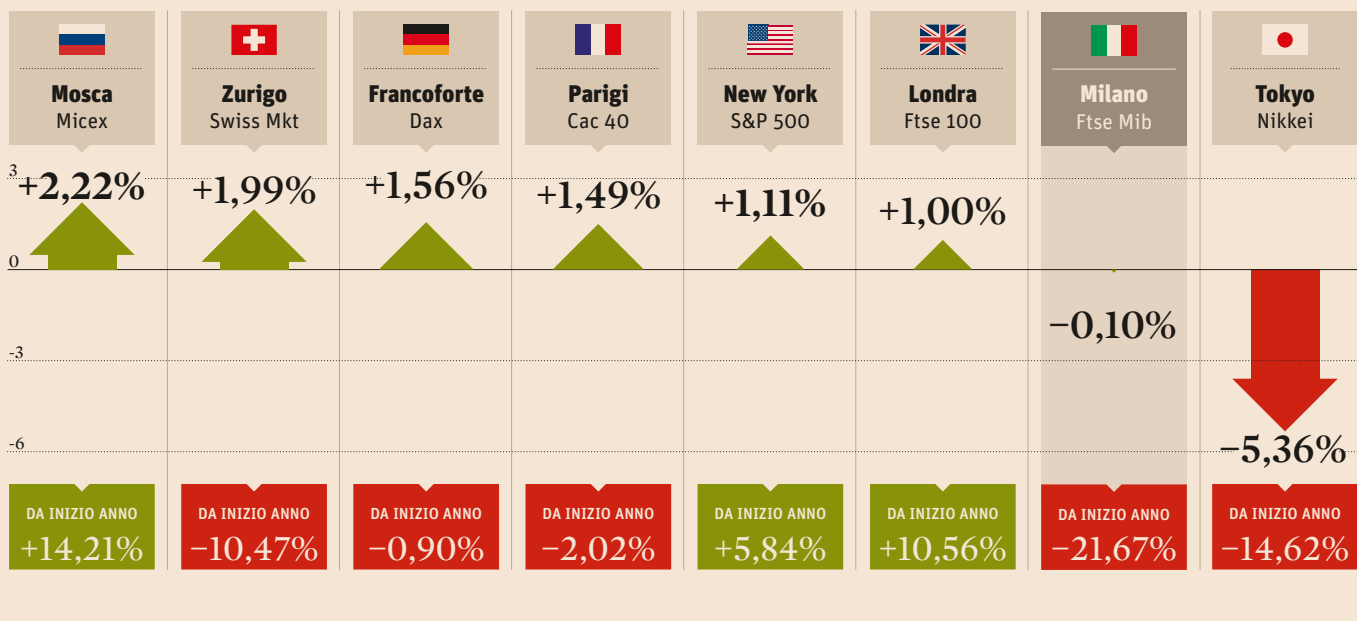 Mosca
Micex
+2,22%
DA INIZIO ANNO
+14,21%
Zurigo
Swiss Mkt
+1,99%
DA INIZIO ANNO
−10,47%
Francoforte
Dax
+1,56%
DA INIZIO ANNO
−0,90%
Parigi
Cac 40
+1,49%
DA INIZIO ANNO
−2,02%
New York
S&P 500
+1,11%
DA INIZIO ANNO
+5,84%
Londra
Ftse 100
+1,00%
DA INIZIO ANNO
+10,56%
Milano
Ftse Mib
−0,10%
DA INIZIO ANNO
−21,67%
Tokyo
Nikkei
−5,36%
DA INIZIO ANNO
−14,62%
3
0
-3
-6